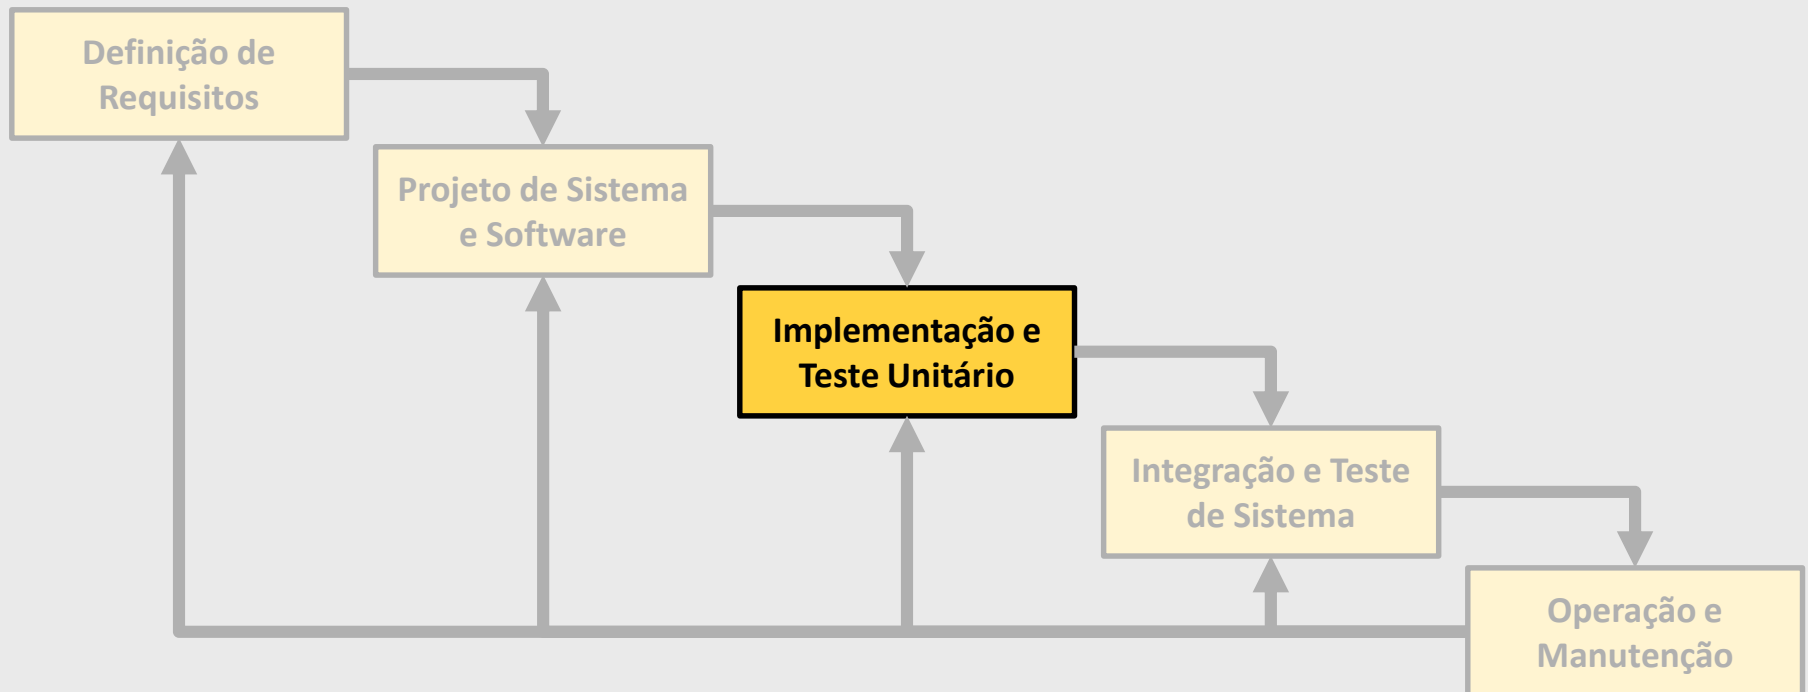 Definição de
Requisitos
Projeto de Sistema
e Software
Implementação e
Teste Unitário
Integração e Teste
de Sistema
Operação e
Manutenção